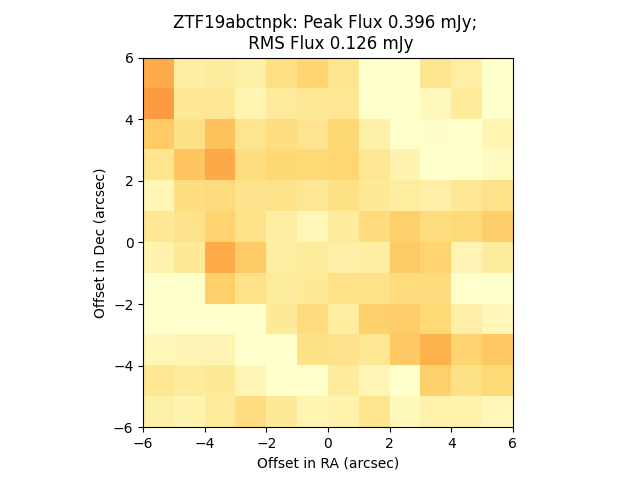 ZTF19abctnpk: Peak Flux 0.396 mJy;
RMS Flux 0.126 mJy
6
4
2
0
−2
−4
−6
Offset in Dec (arcsec)
−6 −4 −2 0 2 4 6
Offset in RA (arcsec)